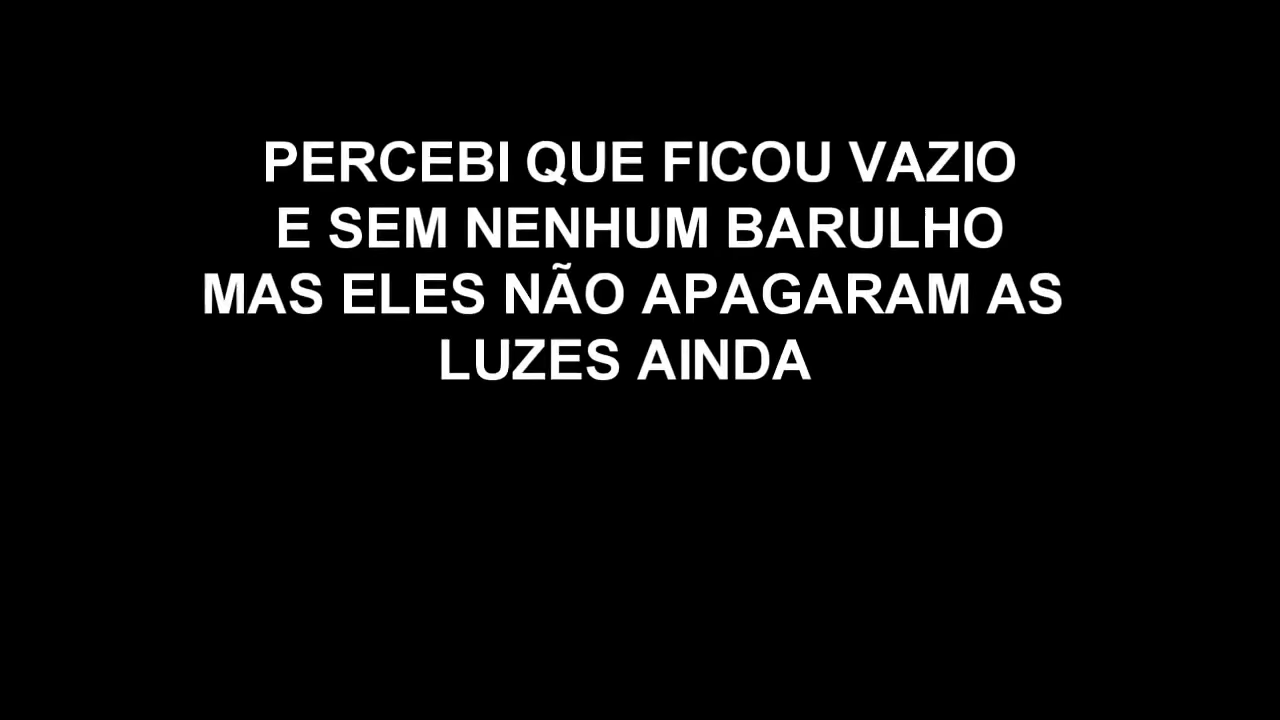 PERCEBI QUE FICOU VAZIO
E SEM NENHUM BARULHO
MAS ELES NÃO APAGARAM AS
LUZES AINDA